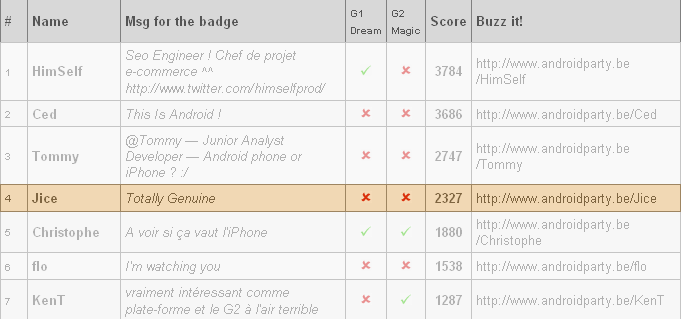 # Name Msg for the badge G1 Dream G2 Magic Score Buzz it!
1 HimSelf Seo Engineer ! Chef de projet
e-commerce ^^
http://www.twitter.com/himselfprod/ ✓ ✘ 3784 http://www.androidparty.be
/HimSelf
2 Ced This Is Android ! ✘ ✘ 3686 http://www.androidparty.be/Ced
3 Tommy @Tommy — Junior Analyst
Developer — Android phone or
iPhone ? :/ ✘ ✘ 2747 http://www.androidparty.be
/Tommy
4 Jice Totally Genuine ✘ ✘ 2327 http://www.androidparty.be/Jice
5 Christophe A voir si ça vaut l'iPhone ✓ ✓ 1880 http://www.androidparty.be
/Christophe
6 flo I'm watching you ✘ ✘ 1538 http://www.androidparty.be/flo
7 KenT vraiment intéressant comme
plate-forme et le G2 à l'air terrible ✘ ✓ 1287 http://www.androidparty.be/KenT